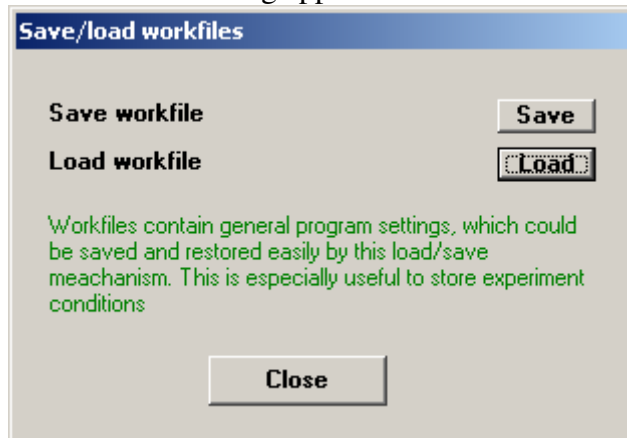 Save/load workfiles
Save workfile
Save
Load workfile
Load
Workfiles contain general program settings, which could
be saved and restored easily by this load/save
meachanism. This is especially useful to store experiment
conditions
Close